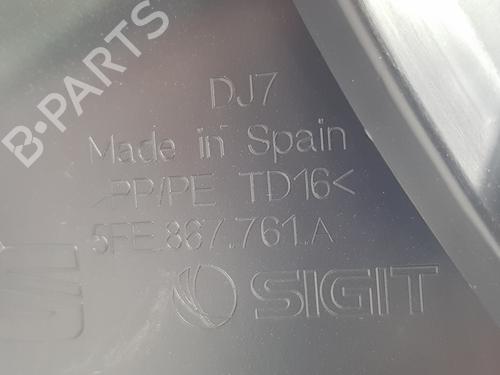 B-PARTS
DJ7
Made in Spain
>PP/PE TD16<
5FE.867.761.A
SIGIT